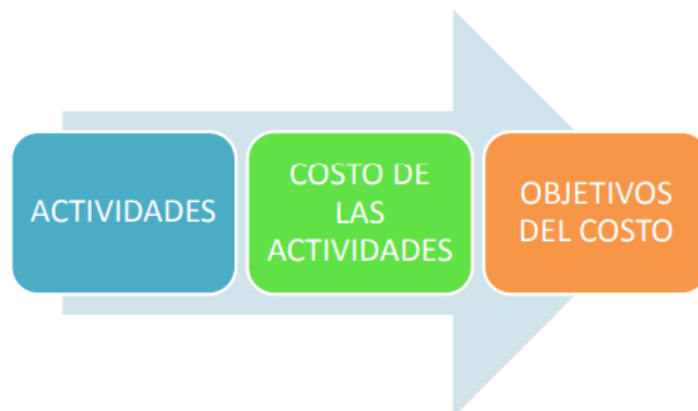 ACTIVIDADES
COSTO DE
LAS
ACTIVIDADES
OBJETIVOS
DEL COSTO